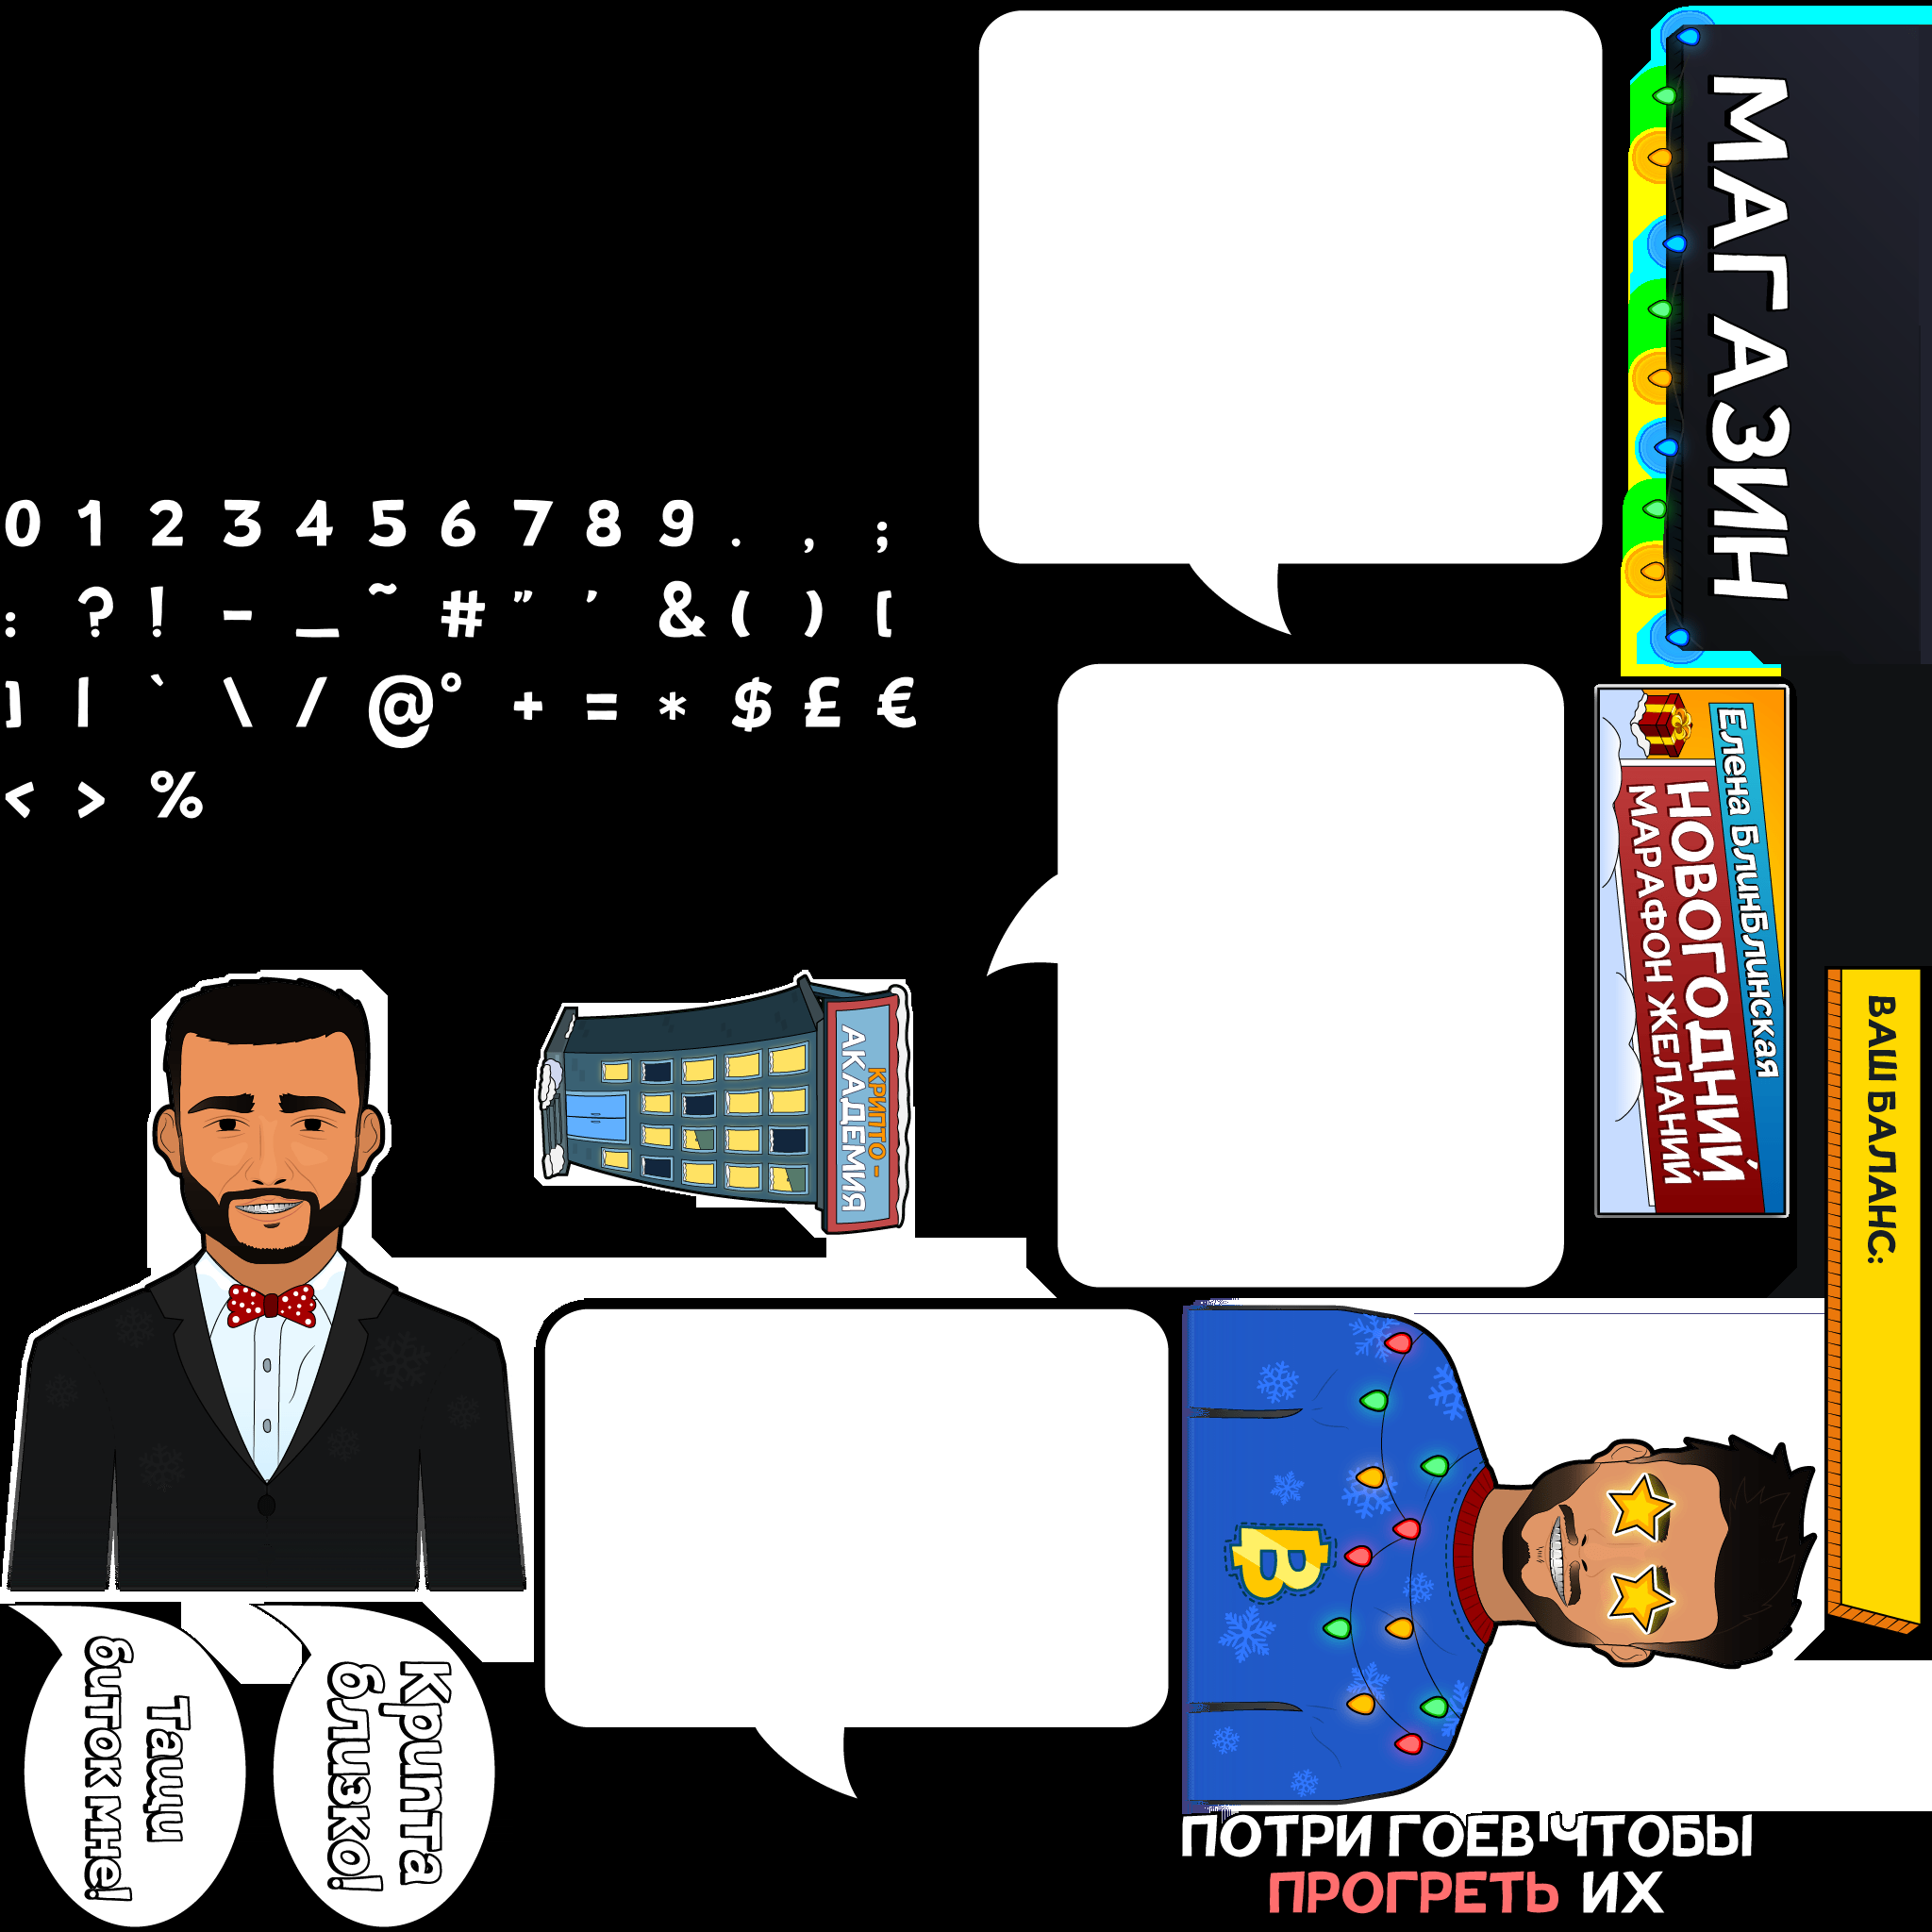 МАГАЗИН
0 1 2 3 4 5 6 7 8 9 . , ;
: ? ! - _ ~ # " ' & ( ) [
] | ` \ / @ ° + = * $ £ €
< > %
Елена БлинБлинская
НОВОГОДНИЙ
МАРАФОН ЖЕЛАНИЙ
КРИПТО -
АКАДЕМИЯ
ВАШ БАЛАНС:
B
Крипта
близко!
Тащи
биток мне!
ПОТРИ ГОЕВ ЧТОБЫ
ПРОГРЕТЬ ИХ